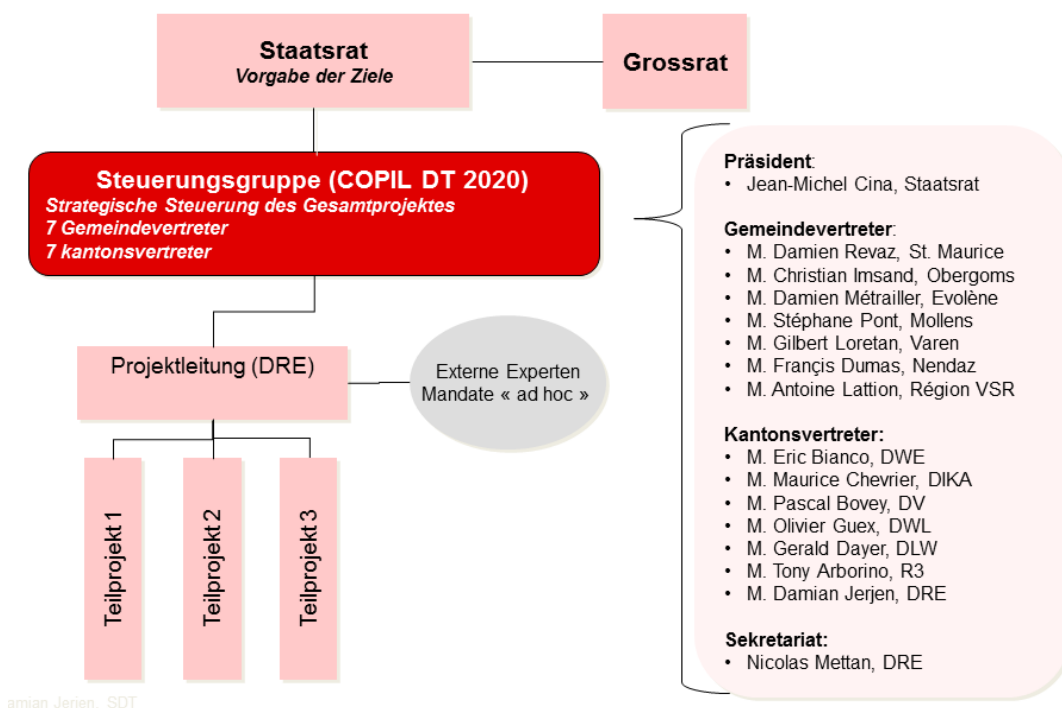 Staatsrat
Vorgabe der Ziele
Grossrat
Steuerungsgruppe (COPIL DT 2020)
Strategische Steuerung des Gesamtprojektes
7 Gemeindevertreter
7 kantonsvertreter
Projektleitung (DRE)
Externe Experten
Mandate « ad hoc »
Teilprojekt 1
Teilprojekt 2
Teilprojekt 3
Präsident:
• Jean-Michel Cina, Staatsrat
Gemeindevertreter:
• M. Damien Revaz, St. Maurice
• M. Christian Imsand, Obergoms
• M. Damien Métrailler, Evolène
• M. Stéphane Pont, Mollens
• M. Gilbert Loretan, Varen
• M. Françis Dumas, Nendaz
• M. Antoine Lattion, Région VSR
Kantonsvertreter:
• M. Eric Bianco, DWE
• M. Maurice Chevrier, DIKA
• M. Pascal Bovey, DV
• M. Olivier Guex, DWL
• M. Gerald Dayer, DLW
• M. Tony Arborino, R3
• M. Damian Jerjen, DRE
Sekretariat:
• Nicolas Mettan, DRE
amian Jerjen, SDT